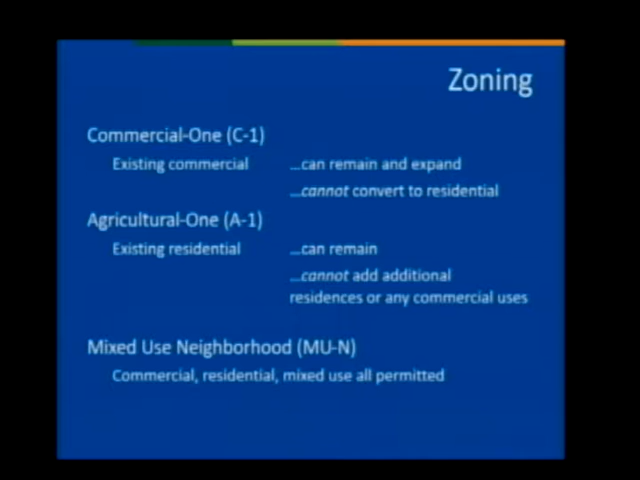 Zoning
Commercial-One (C-1)
Existing commercial ...can remain and expand
...cannot convert to residential
Agricultural-One (A-1)
Existing residential ...can remain
...cannot add additional
residences or any commercial uses
Mixed Use Neighborhood (MU-N)
Commercial, residential, mixed use all permitted